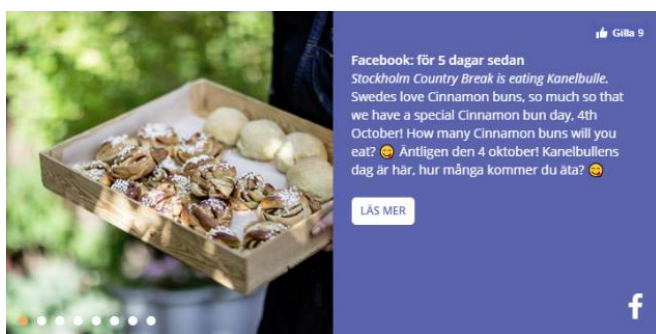 Gilla 9
Facebook: för 5 dagar sedan
Stockholm Country Break is eating Kanelbulle.
Swedes love Cinnamon buns, so much so that
we have a special Cinnamon bun day, 4th
October! How many Cinnamon buns will you
eat? 😋 Äntligen den 4 oktober! Kanelbullens
dag är här, hur många kommer du äta? 😋
LÄS MER